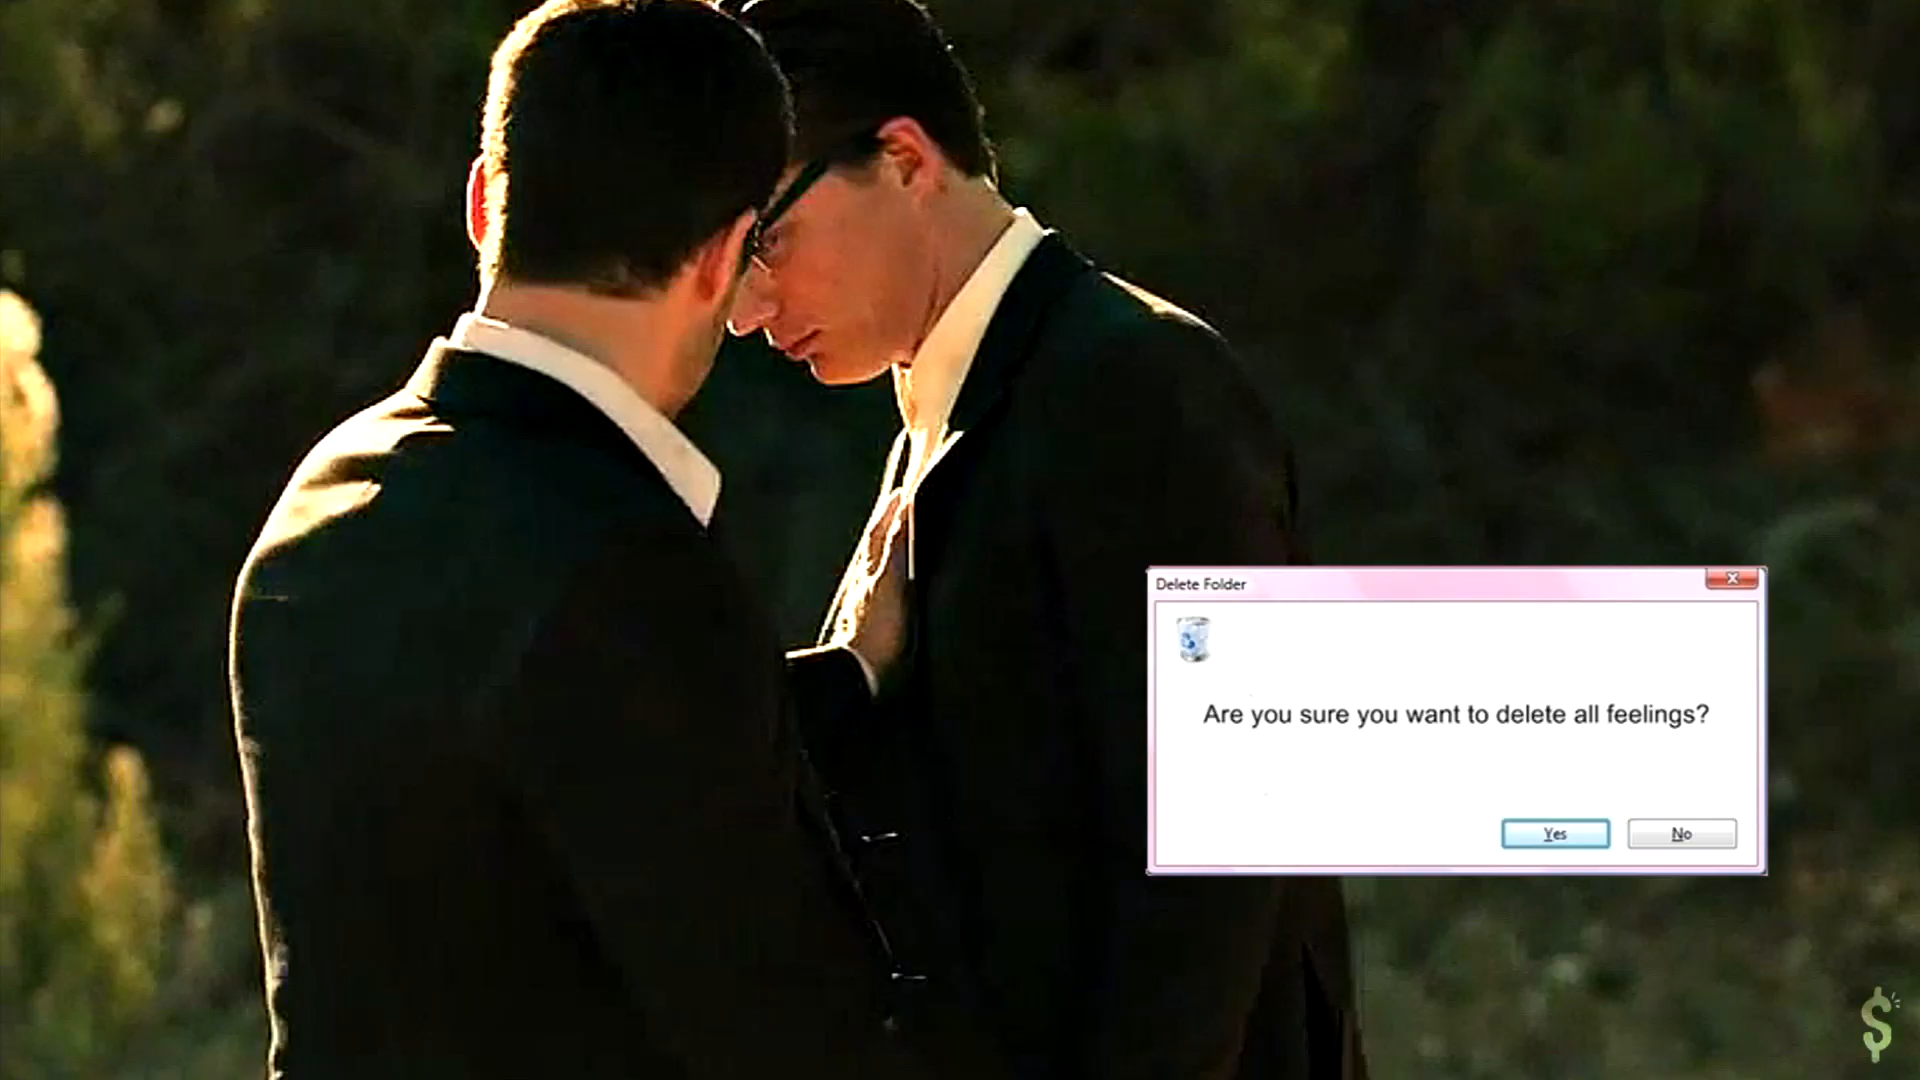 Delete Folder
Are you sure you want to delete all feelings?
Yes
No
$